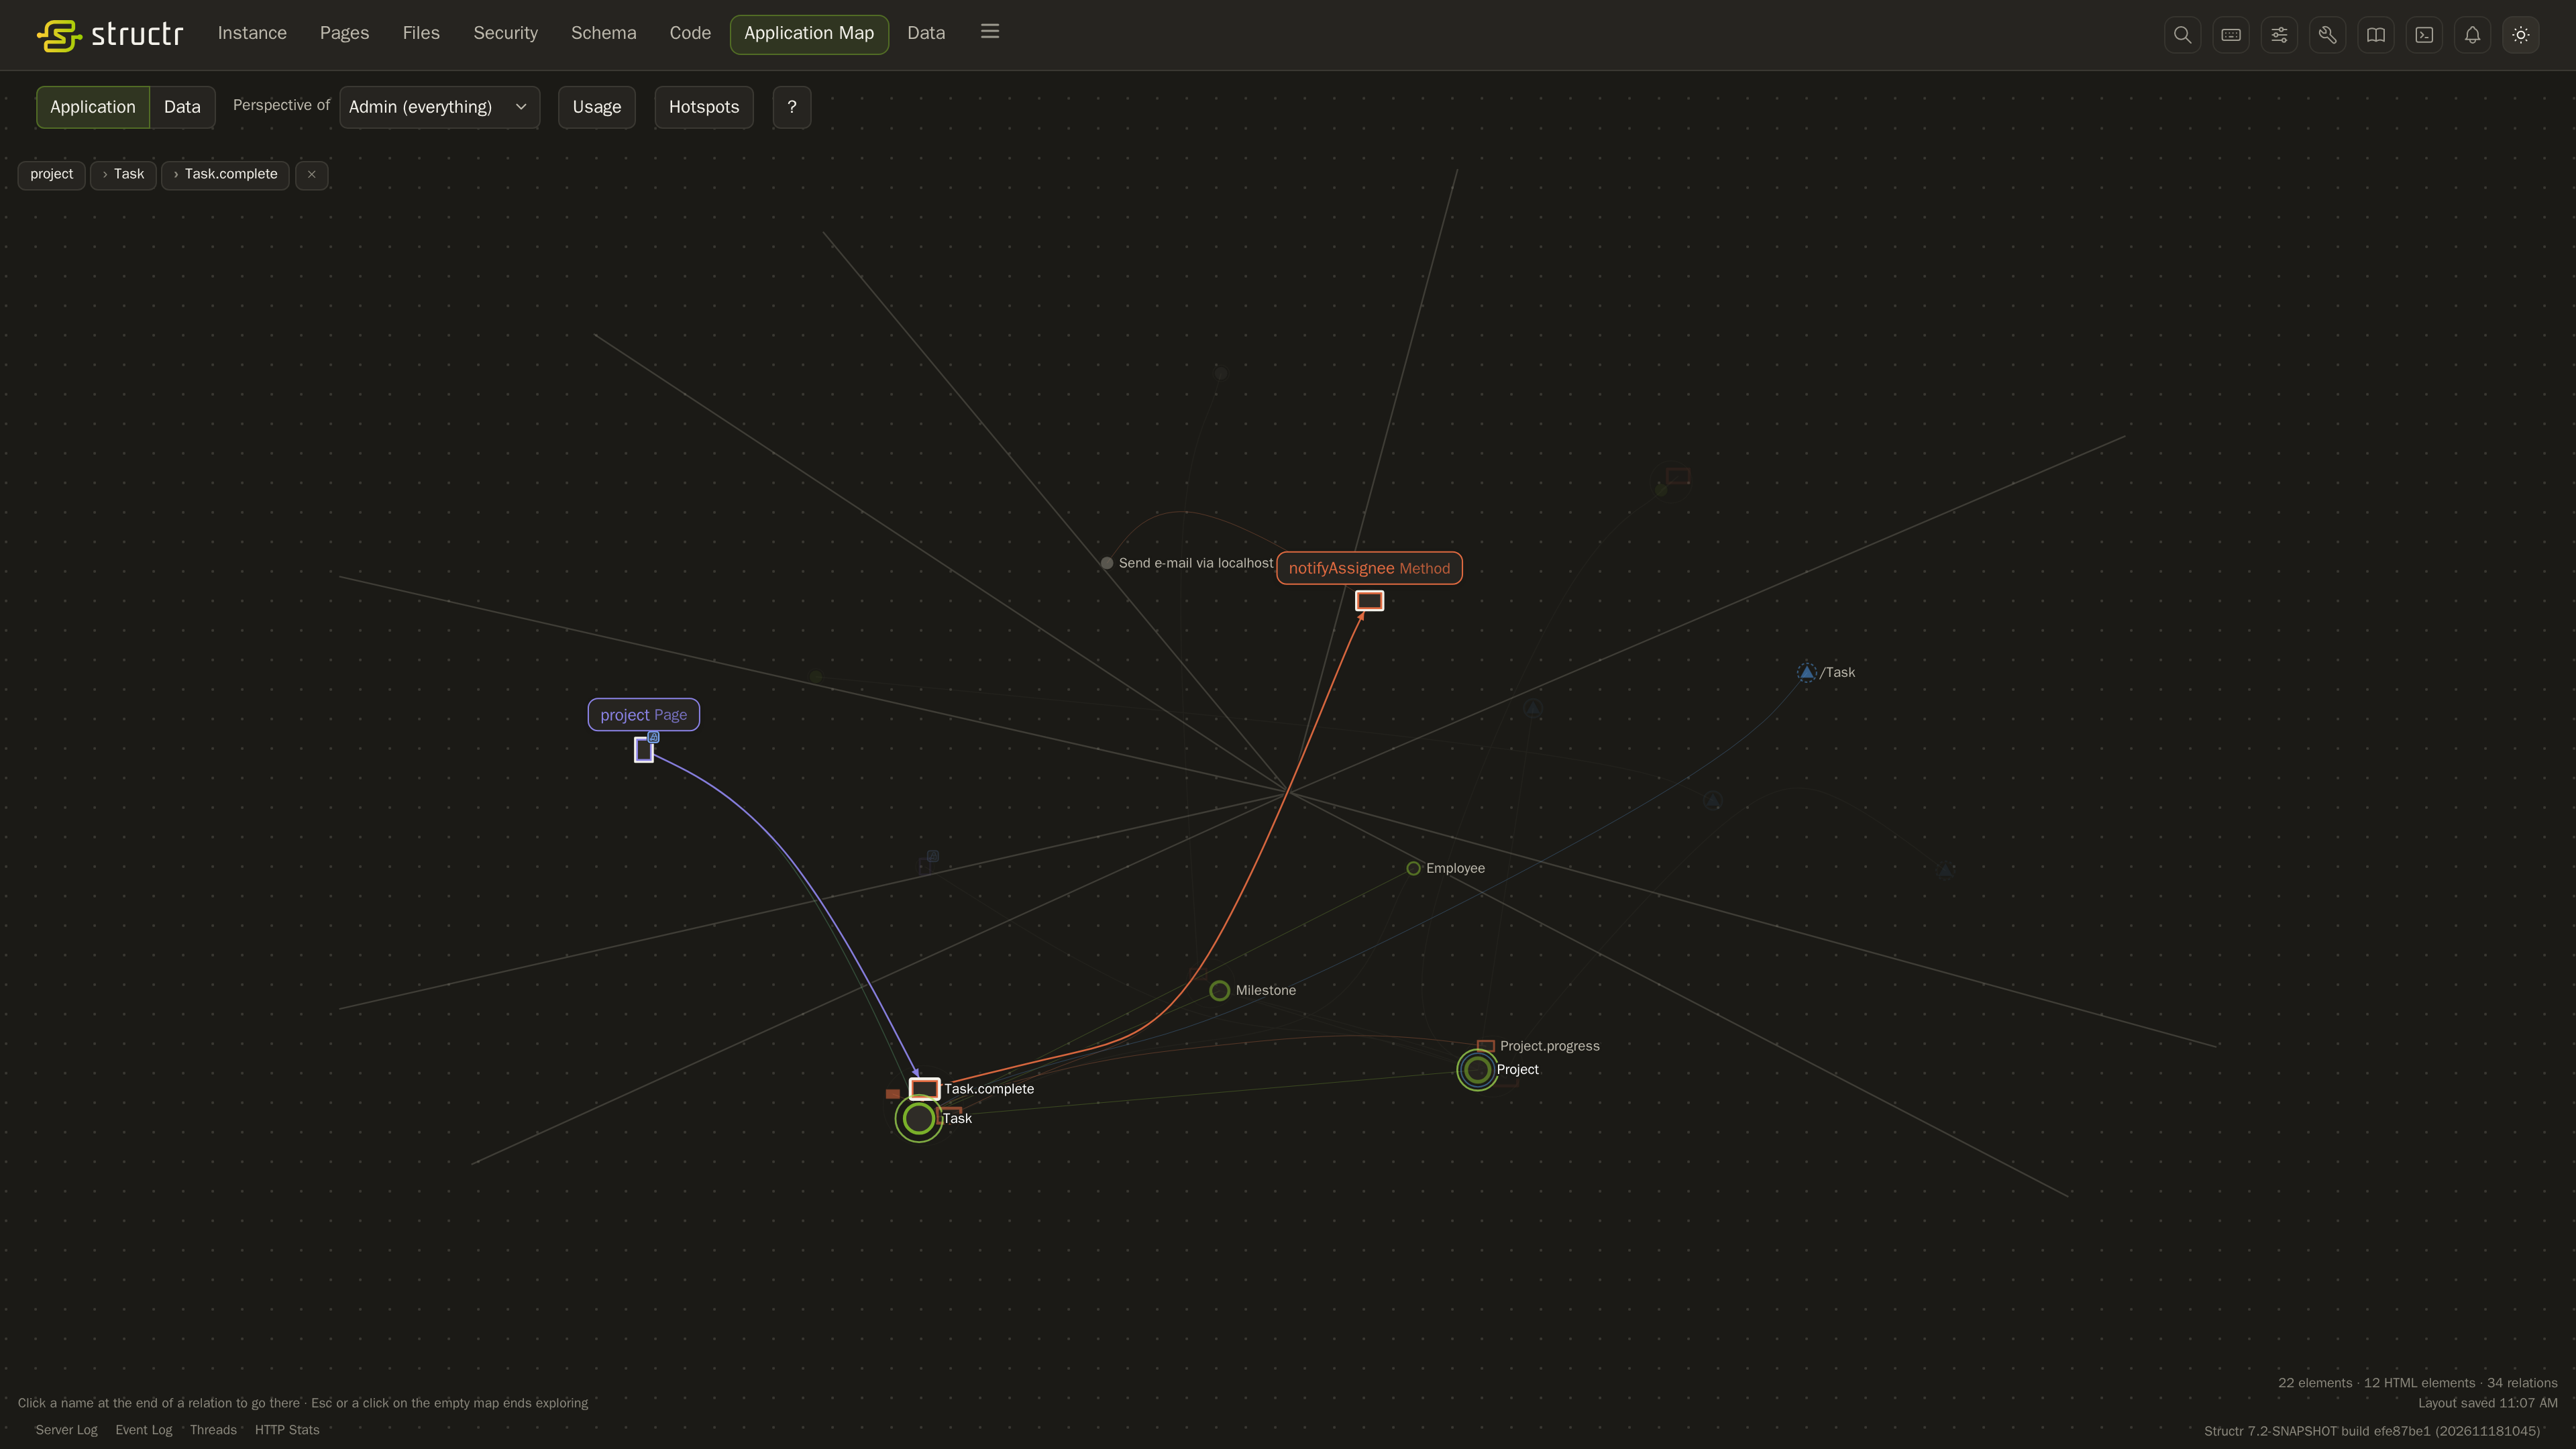 structr Instance Pages Files Security Schema Code Application Map Data
Application Data Perspective of Admin (everything) Usage Hotspots ?
project › Task › Task.complete ×
Send e-mail via localhost
notifyAssignee Method
/Task
project Page
Employee
Milestone
Project.progress
Project
Task.complete
Task
22 elements · 12 HTML elements · 34 relations
Click a name at the end of a relation to go there · Esc or a click on the empty map ends exploring
Layout saved 11:07 AM
Server Log Event Log Threads HTTP Stats
Structr 7.2-SNAPSHOT build efe87be1 (202611181045)